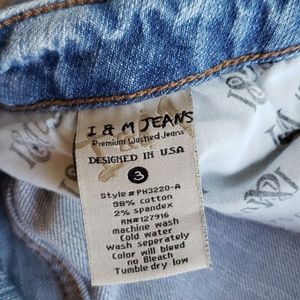 I & M JEANS
Premium Washed Jeans
DESIGNED IN USA
3
Style # PH3220-A
98% cotton
2% spandex
RN#127916
machine wash
Cold water
Wash seperately
Color will bleed
no Bleach
Tumble dry low